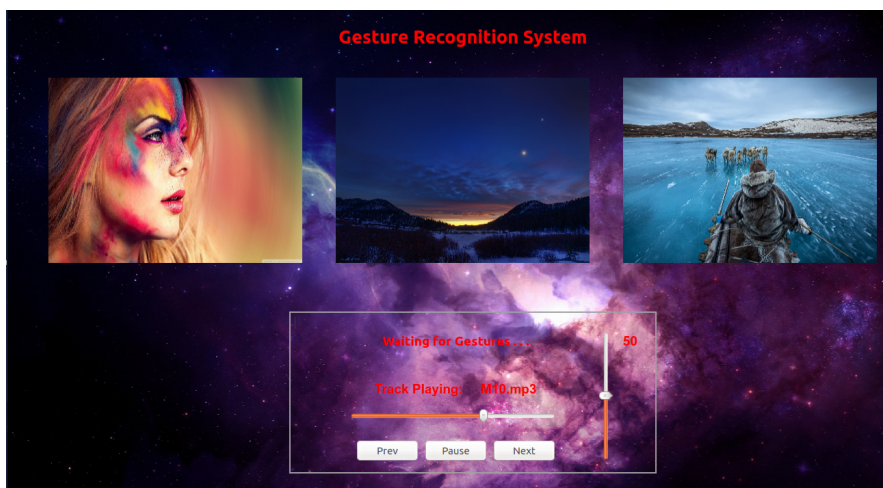 Gesture Recognition System
Waiting for Gestures . . .
50
Track Playing: M10.mp3
Prev Pause Next